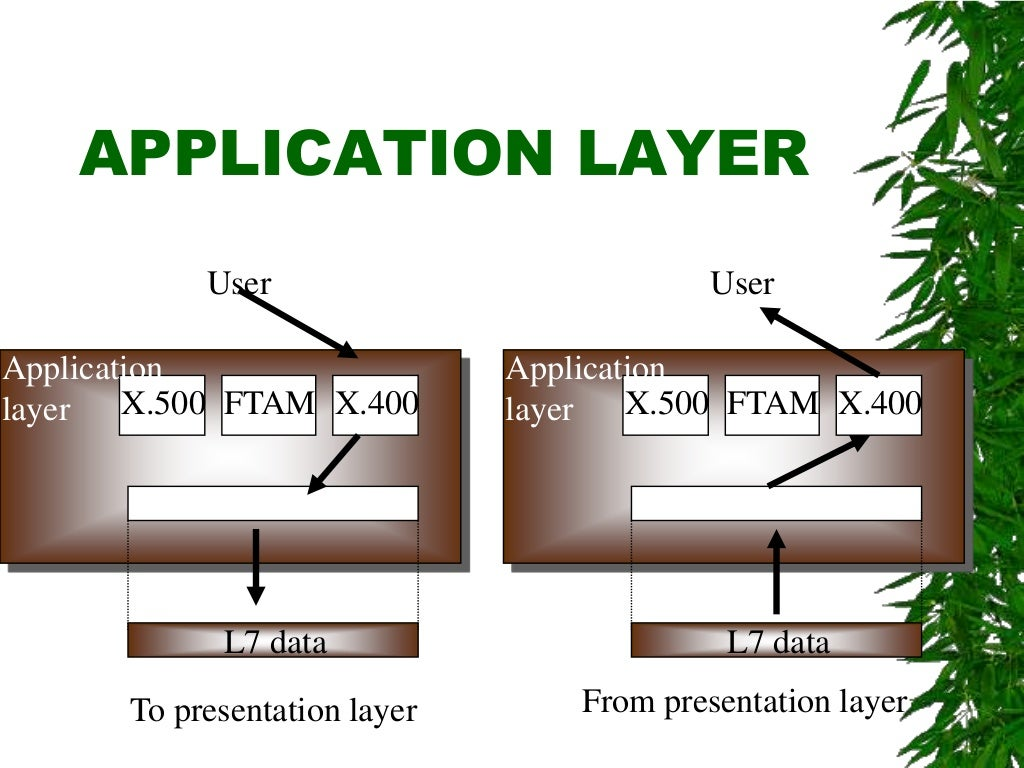 APPLICATION LAYER
User
Application
layer
X.500 FTAM X.400
L7 data
To presentation layer
User
Application
layer
X.500 FTAM X.400
L7 data
From presentation layer